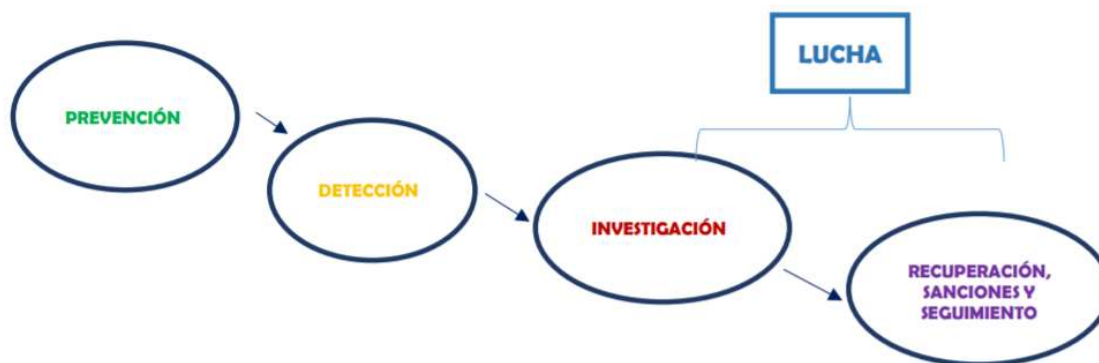 LUCHA
PREVENCIÓN
DETECCIÓN
INVESTIGACIÓN
RECUPERACIÓN,
SANCIONES Y
SEGUIMIENTO